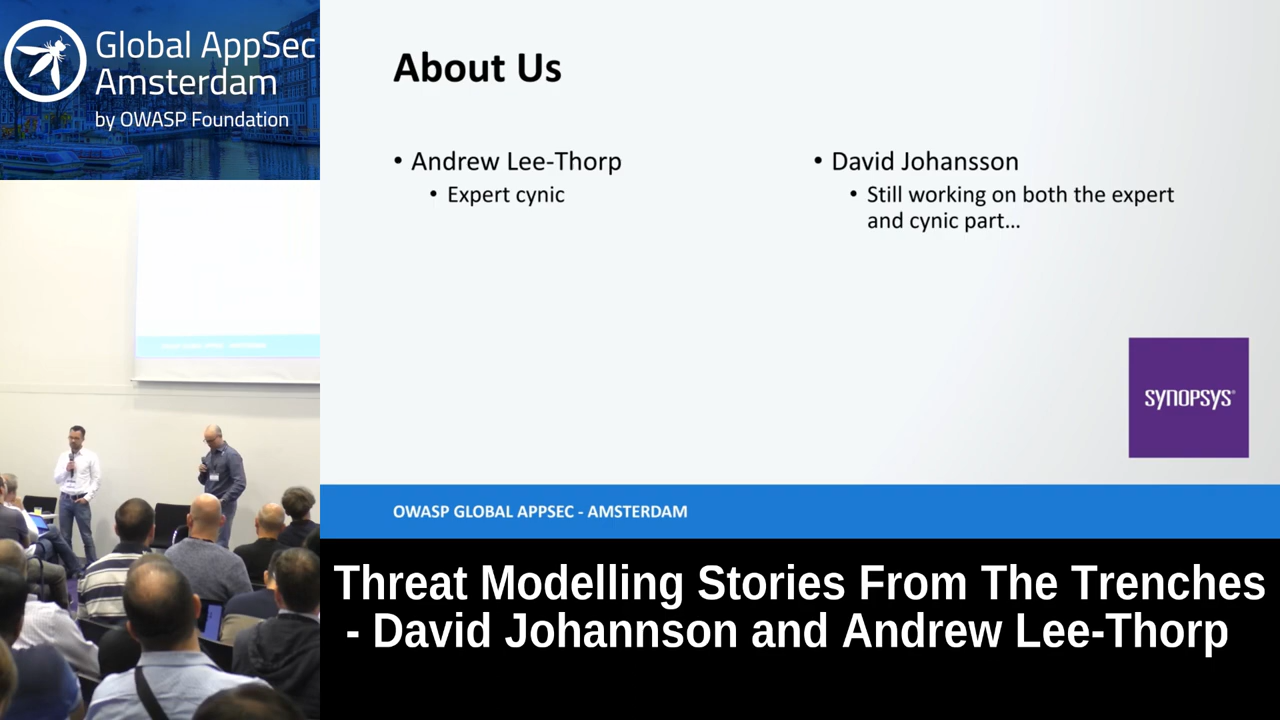 Global AppSec
Amsterdam
by OWASP Foundation
About Us
• Andrew Lee-Thorp
• Expert cynic
• David Johansson
• Still working on both the expert
and cynic part...
SYNOPSYS®
OWASP GLOBAL APPSEC - AMSTERDAM
Threat Modelling Stories From The Trenches
- David Johannson and Andrew Lee-Thorp